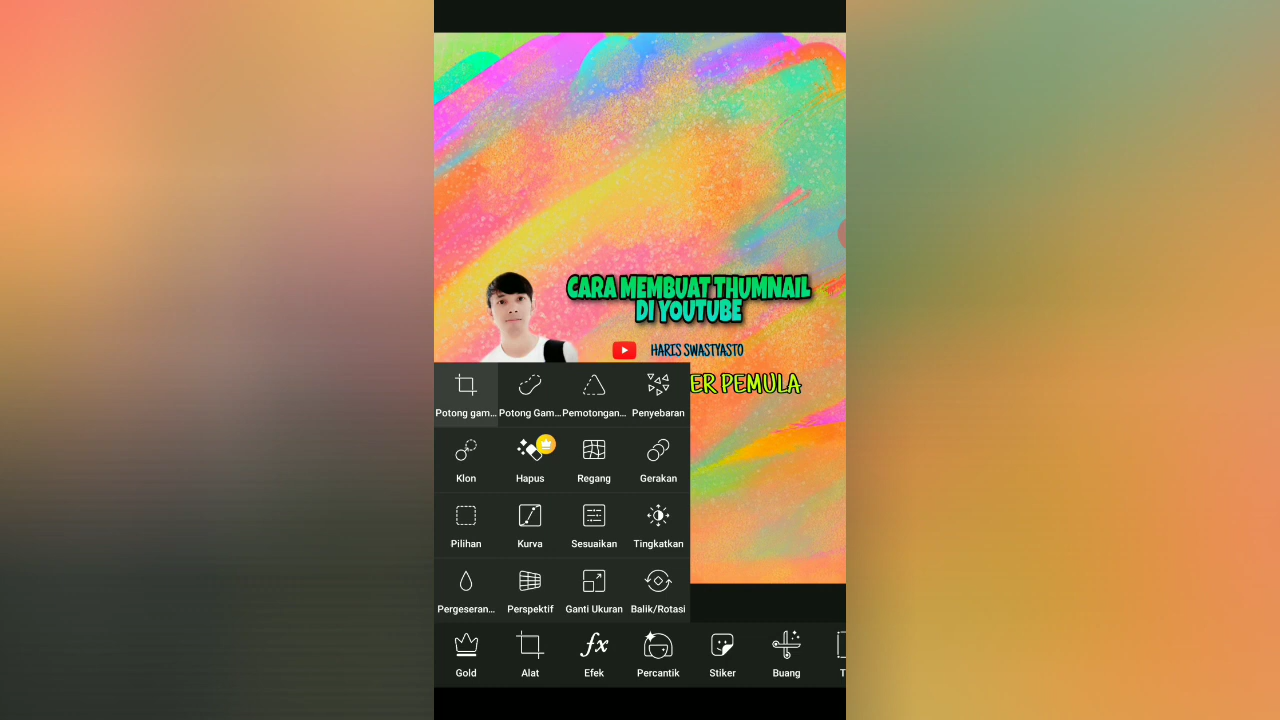 CARA MEMBUAT THUMNAIL
DI YOUTUBE
HARIS SWASTYASTO
ER PEMULA
Potong gam... Potong Gam... Pemotongan... Penyebaran
Klon Hapus Regang Gerakan
Pilihan Kurva Sesuaikan Tingkatkan
Pergeseran... Perspektif Ganti Ukuran Balik/Rotasi
Gold Alat fx Efek Percantik Stiker Buang T